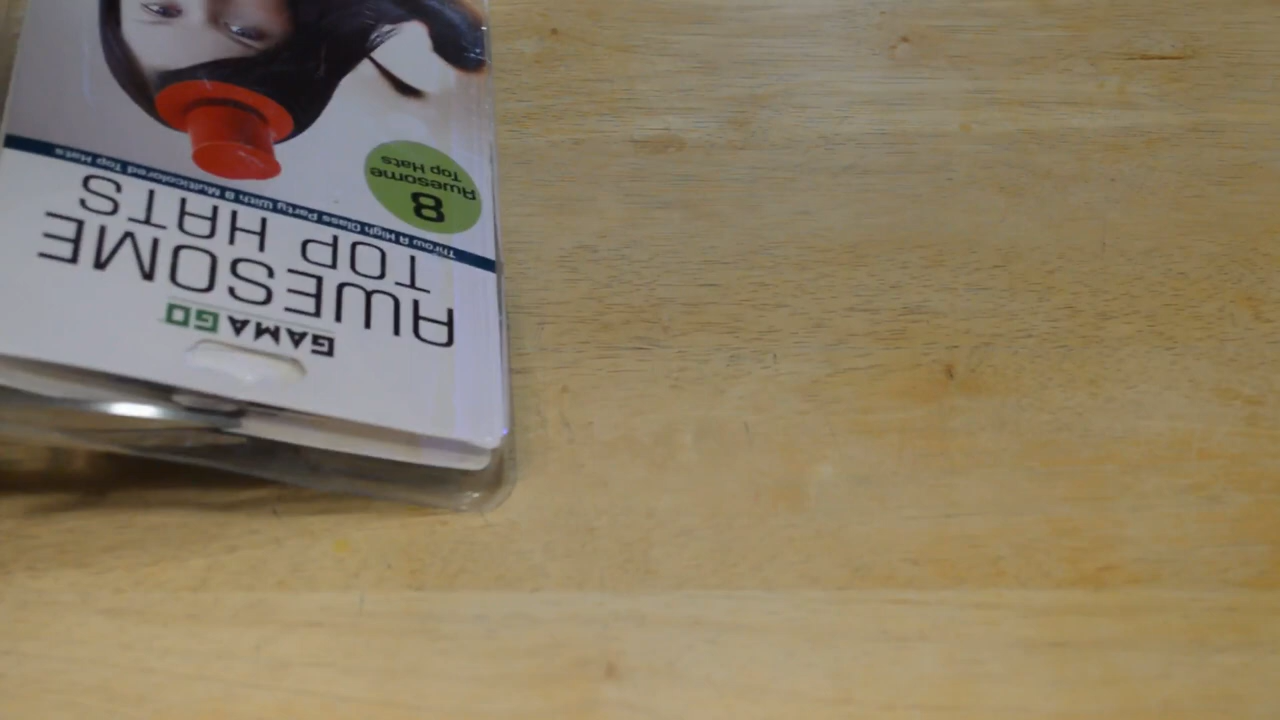 GAMAGO
AWESOME
TOP HATS
Throw A High Class Party With 8 Multicolored Top Hats
8
Awesome
Top Hats